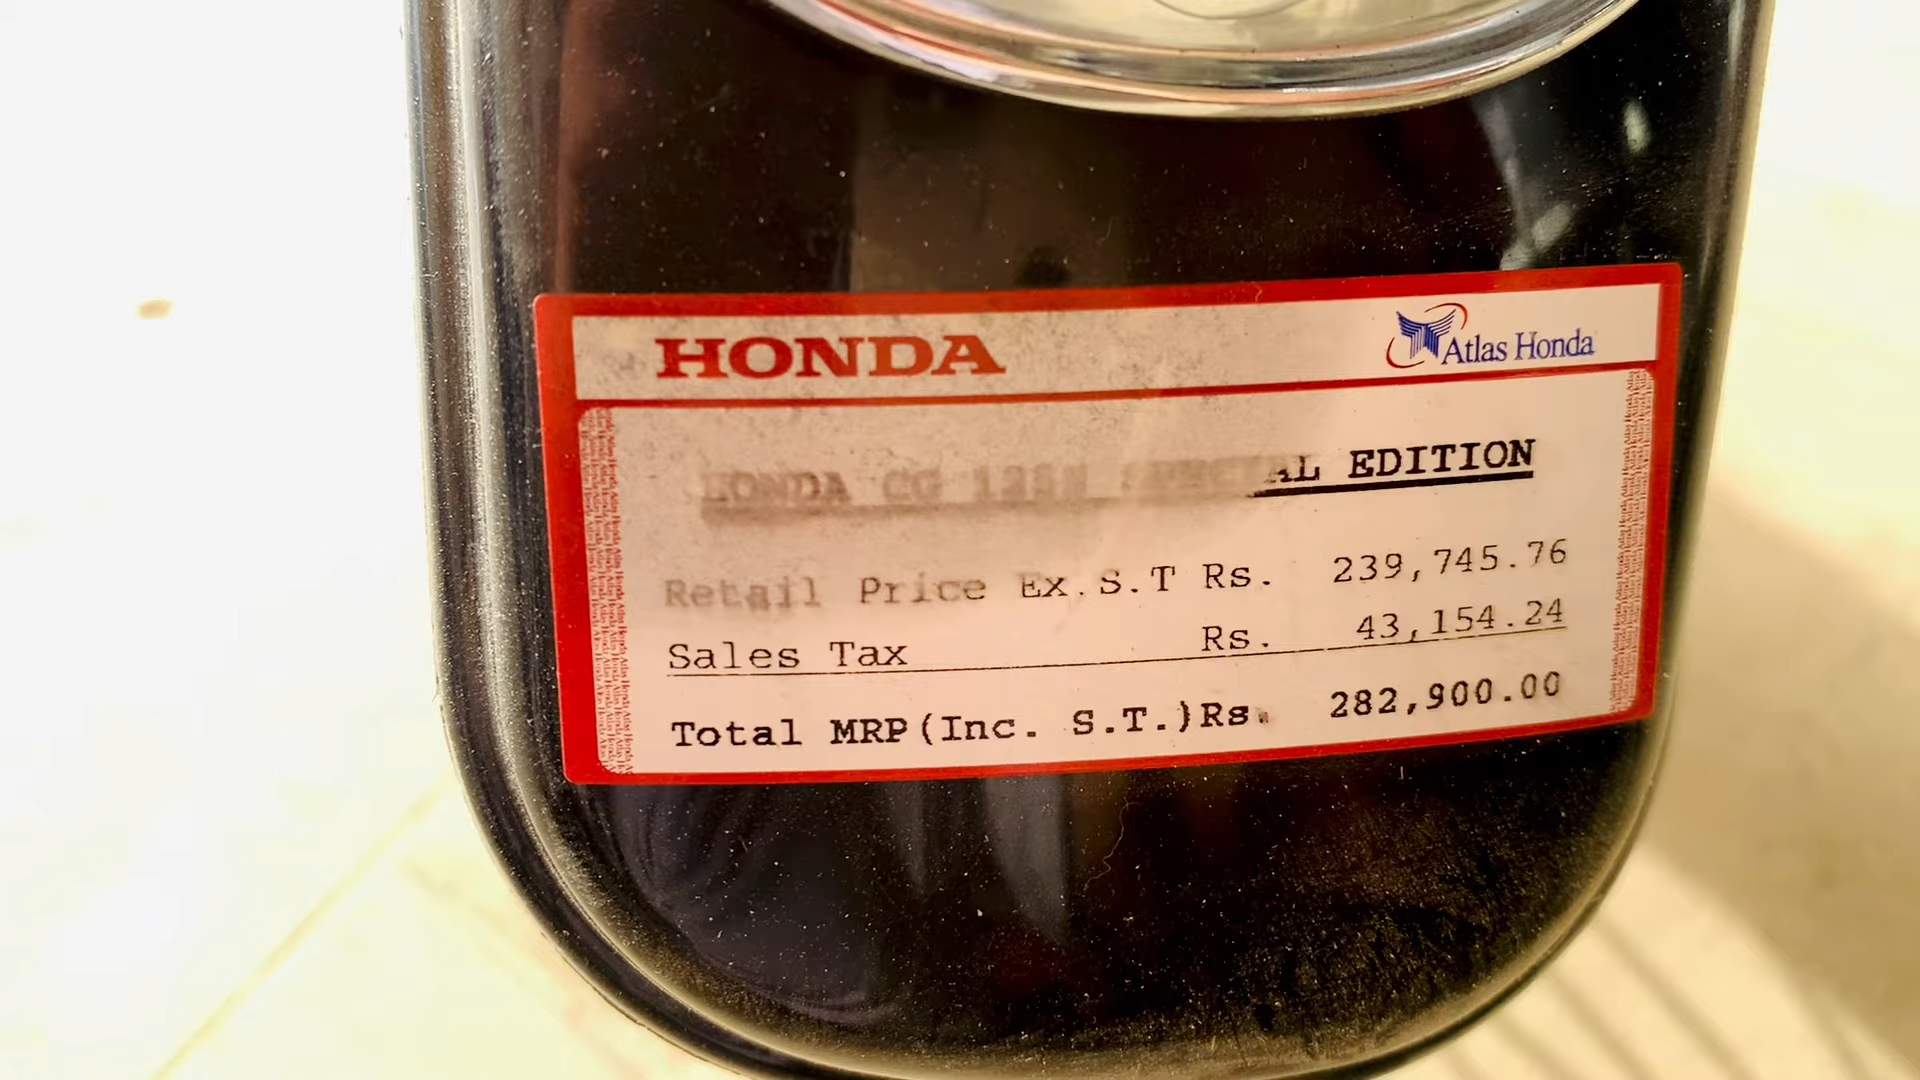 HONDA
Atlas Honda
HONDA CG SPECIAL EDITION
Retail Price Ex.S.T Rs. 239,745.76
Sales Tax Rs. 43,154.24
Total MRP(Inc. S.T.)Rs. 282,900.00